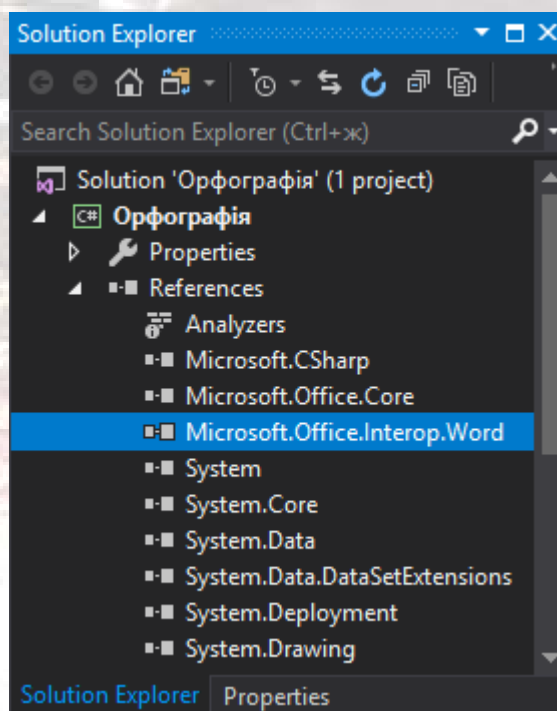 Solution Explorer
Search Solution Explorer (Ctrl+ж)
Solution 'Орфографія' (1 project)
C# Орфографія
Properties
References
Analyzers
Microsoft.CSharp
Microsoft.Office.Core
Microsoft.Office.Interop.Word
System
System.Core
System.Data
System.Data.DataSetExtensions
System.Deployment
System.Drawing
Solution Explorer Properties